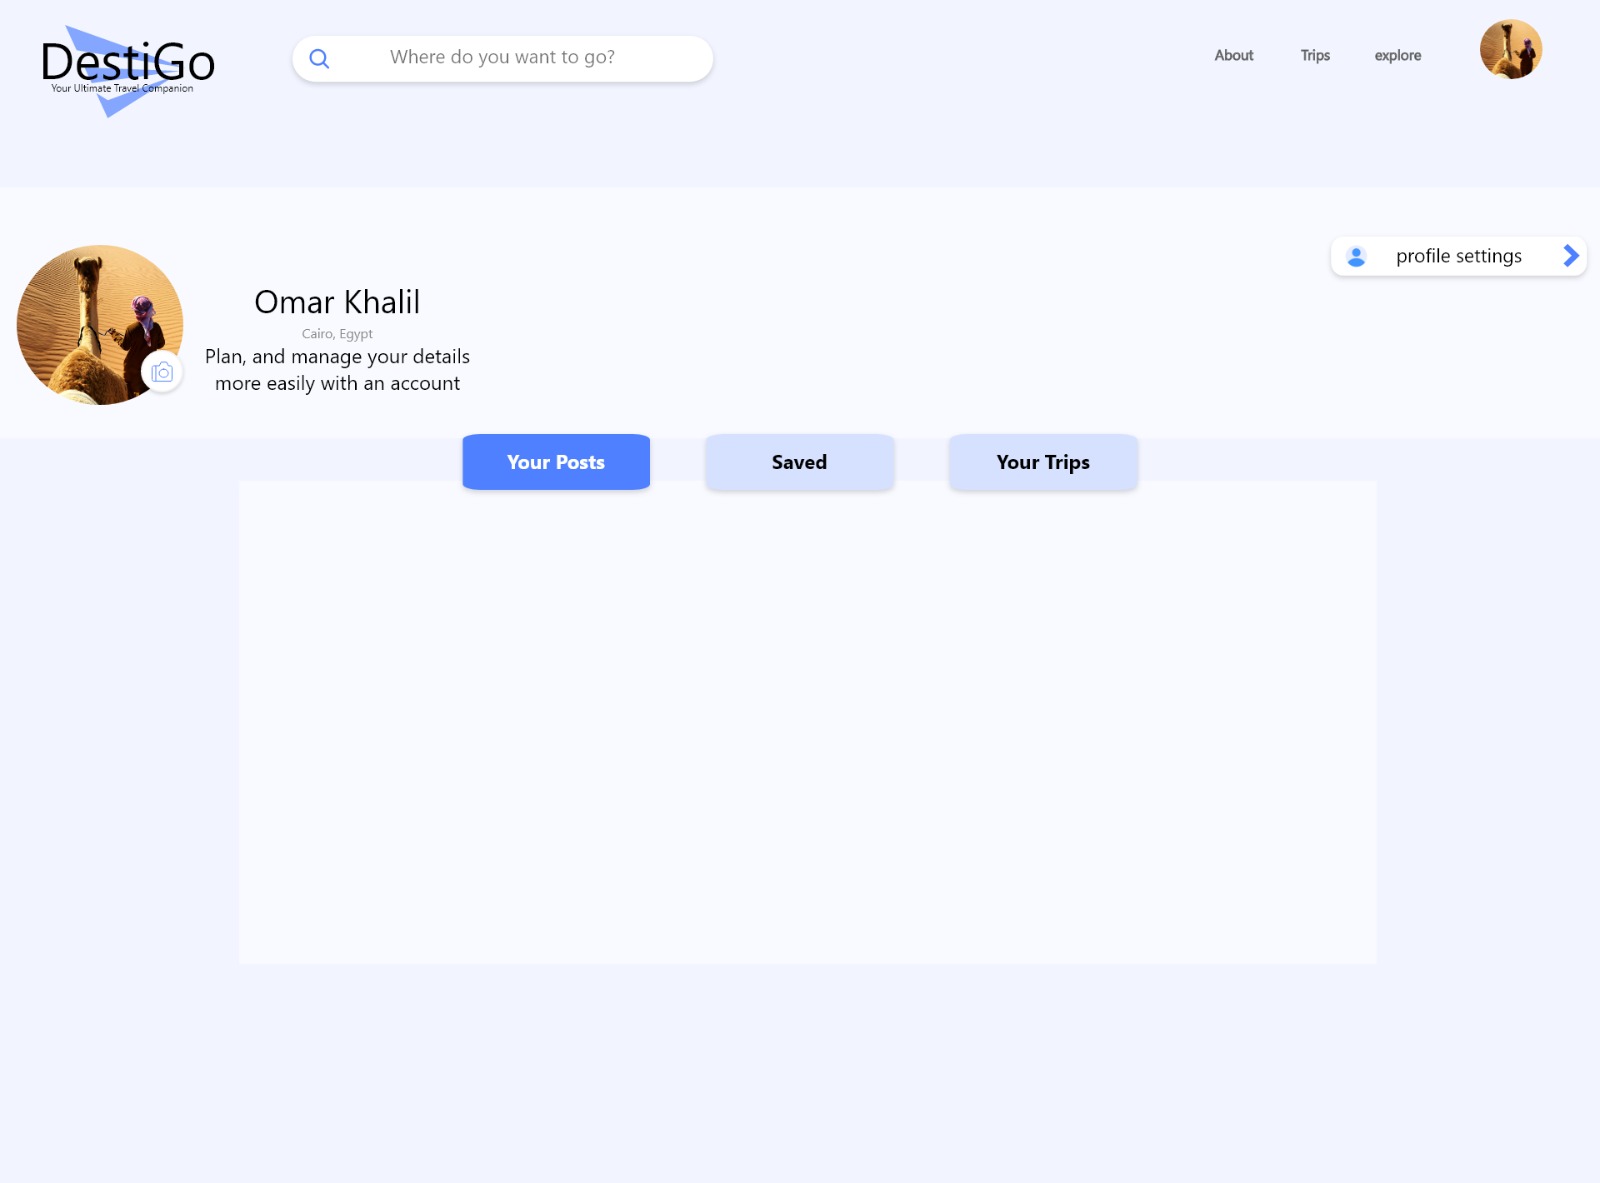 DestiGo
Your Ultimate Travel Companion
Where do you want to go?
About
Trips
explore
profile settings
Omar Khalil
Cairo, Egypt
Plan, and manage your details
more easily with an account
Your Posts
Saved
Your Trips